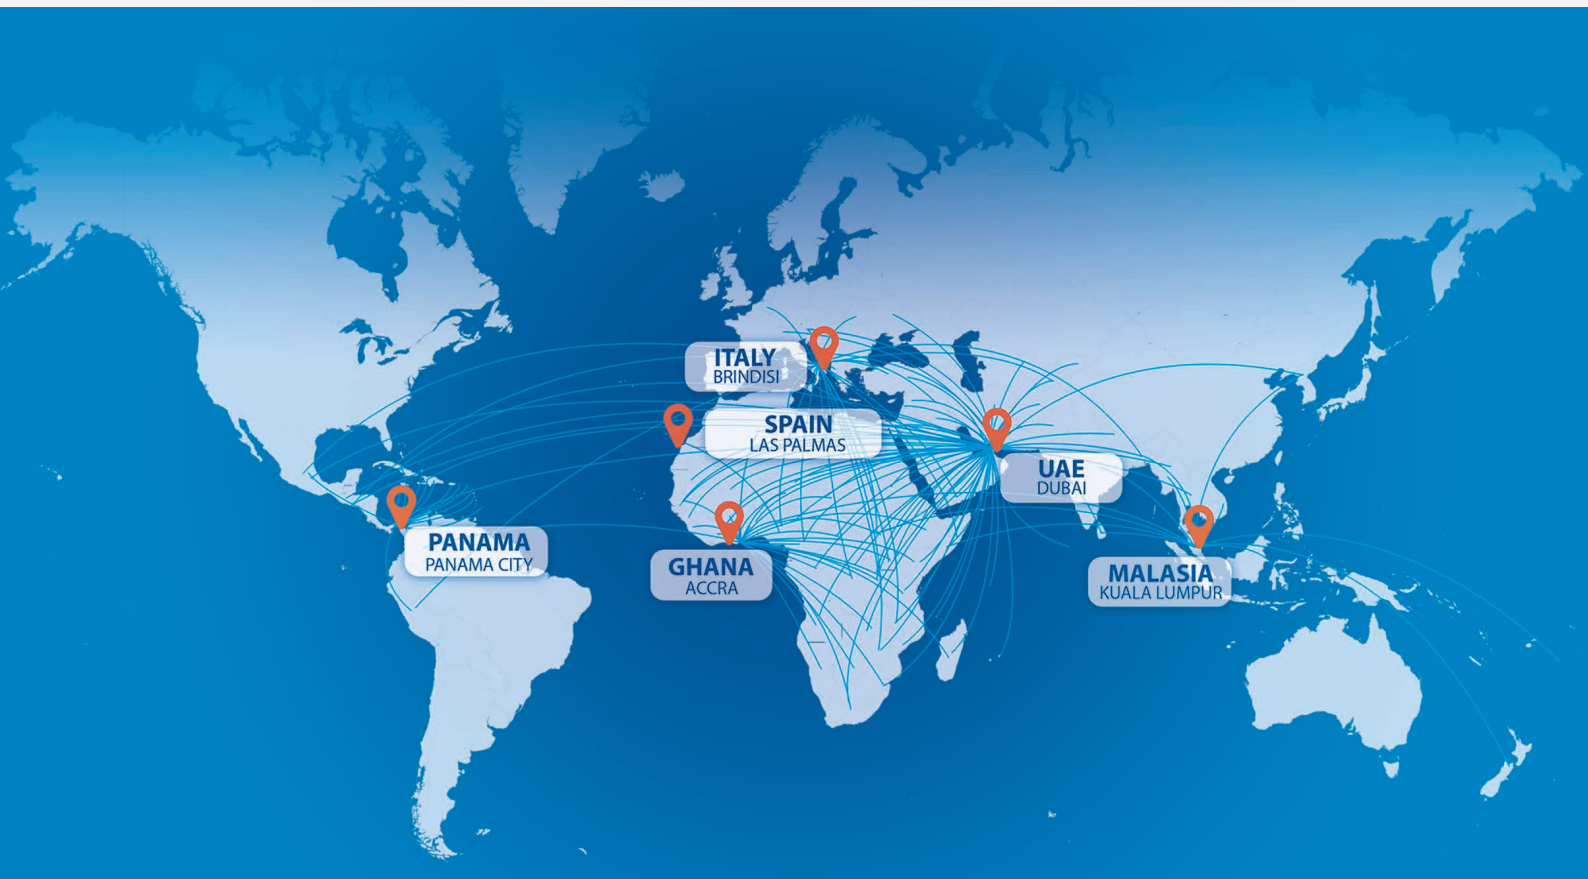 ITALY
BRINDISI
SPAIN
LAS PALMAS
UAE
DUBAI
PANAMA
PANAMA CITY
GHANA
ACCRA
MALASIA
KUALA LUMPUR